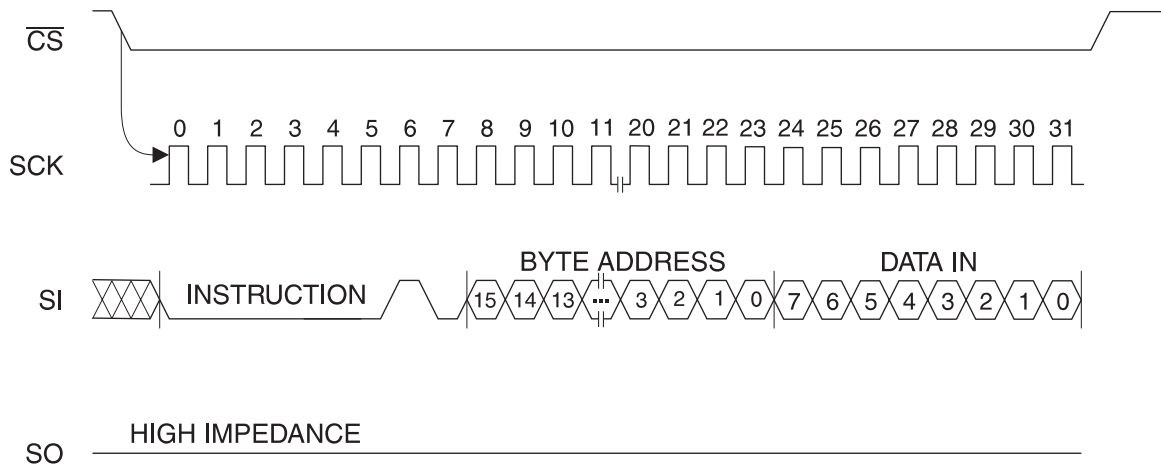 CS
0 1 2 3 4 5 6 7 8 9 10 11 20 21 22 23 24 25 26 27 28 29 30 31
SCK
BYTE ADDRESS DATA IN
SI INSTRUCTION 15 14 13 ... 3 2 1 0 7 6 5 4 3 2 1 0
HIGH IMPEDANCE
SO